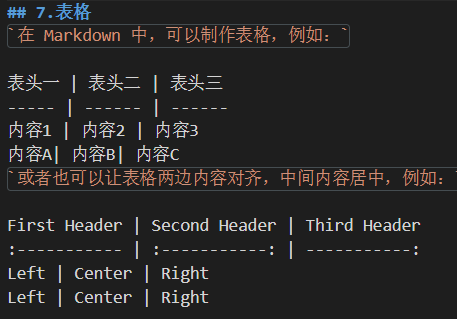 ## 7.表格
`在 Markdown 中，可以制作表格，例如：`
表头一 | 表头二 | 表头三
----- | ------ | ------
内容1 | 内容2 | 内容3
内容A| 内容B| 内容C
`或者也可以让表格两边内容对齐，中间内容居中，例如：`
First Header | Second Header | Third Header
:----------- | :-----------: | -----------:
Left | Center | Right
Left | Center | Right